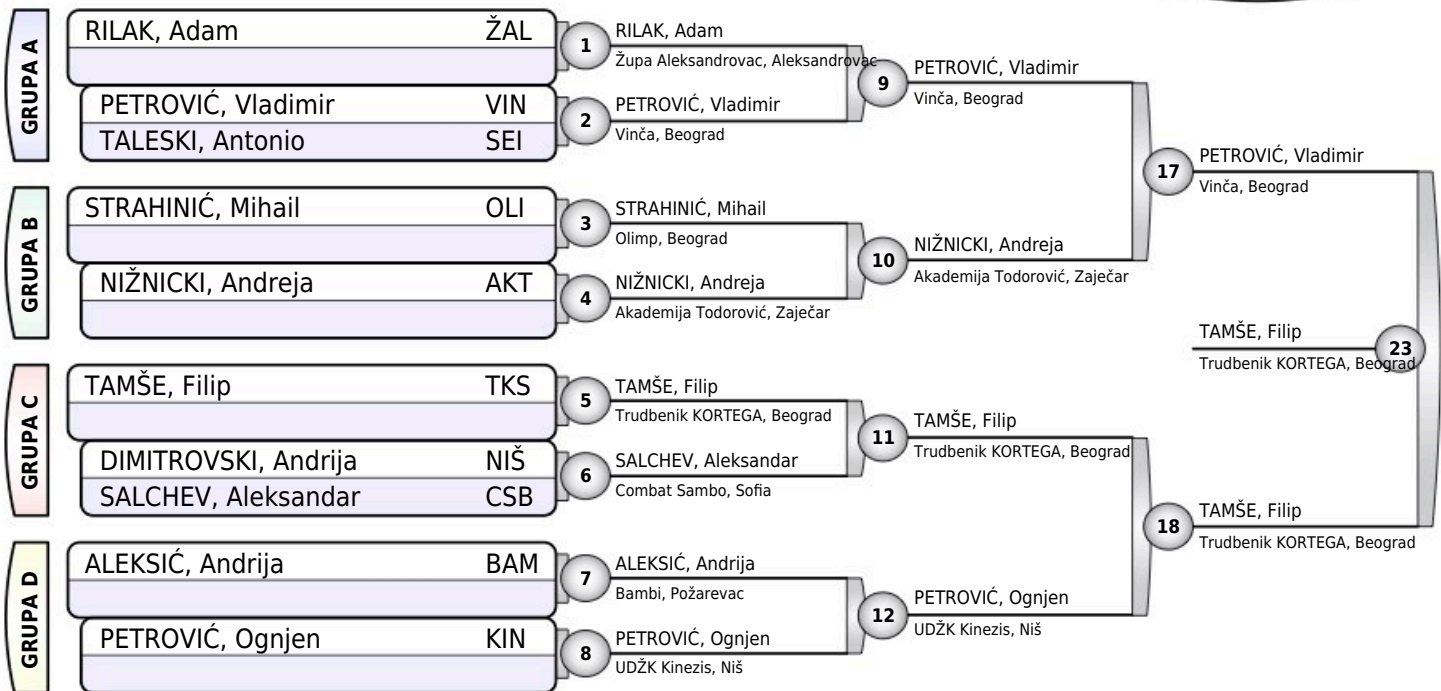 GRUPA A
RILAK, Adam ŽAL
PETROVIĆ, Vladimir VIN
TALESKI, Antonio SEI
1
RILAK, Adam
Župa Aleksandrovac, Aleksandrovac
2
PETROVIĆ, Vladimir
Vinča, Beograd
9
PETROVIĆ, Vladimir
Vinča, Beograd
GRUPA B
STRAHINIĆ, Mihail OLI
NIŽNICKI, Andreja AKT
3
STRAHINIĆ, Mihail
Olimp, Beograd
4
NIŽNICKI, Andreja
Akademija Todorović, Zaječar
10
NIŽNICKI, Andreja
Akademija Todorović, Zaječar
17
PETROVIĆ, Vladimir
Vinča, Beograd
GRUPA C
TAMŠE, Filip TKS
DIMITROVSKI, Andrija NIŠ
SALCHEV, Aleksandar CSB
5
TAMŠE, Filip
Trudbenik KORTEGA, Beograd
6
SALCHEV, Aleksandar
Combat Sambo, Sofia
11
TAMŠE, Filip
Trudbenik KORTEGA, Beograd
GRUPA D
ALEKSIĆ, Andrija BAM
PETROVIĆ, Ognjen KIN
7
ALEKSIĆ, Andrija
Bambi, Požarevac
8
PETROVIĆ, Ognjen
UDŽK Kinezis, Niš
12
PETROVIĆ, Ognjen
UDŽK Kinezis, Niš
18
TAMŠE, Filip
Trudbenik KORTEGA, Beograd
TAMŠE, Filip
Trudbenik KORTEGA, Beograd
23